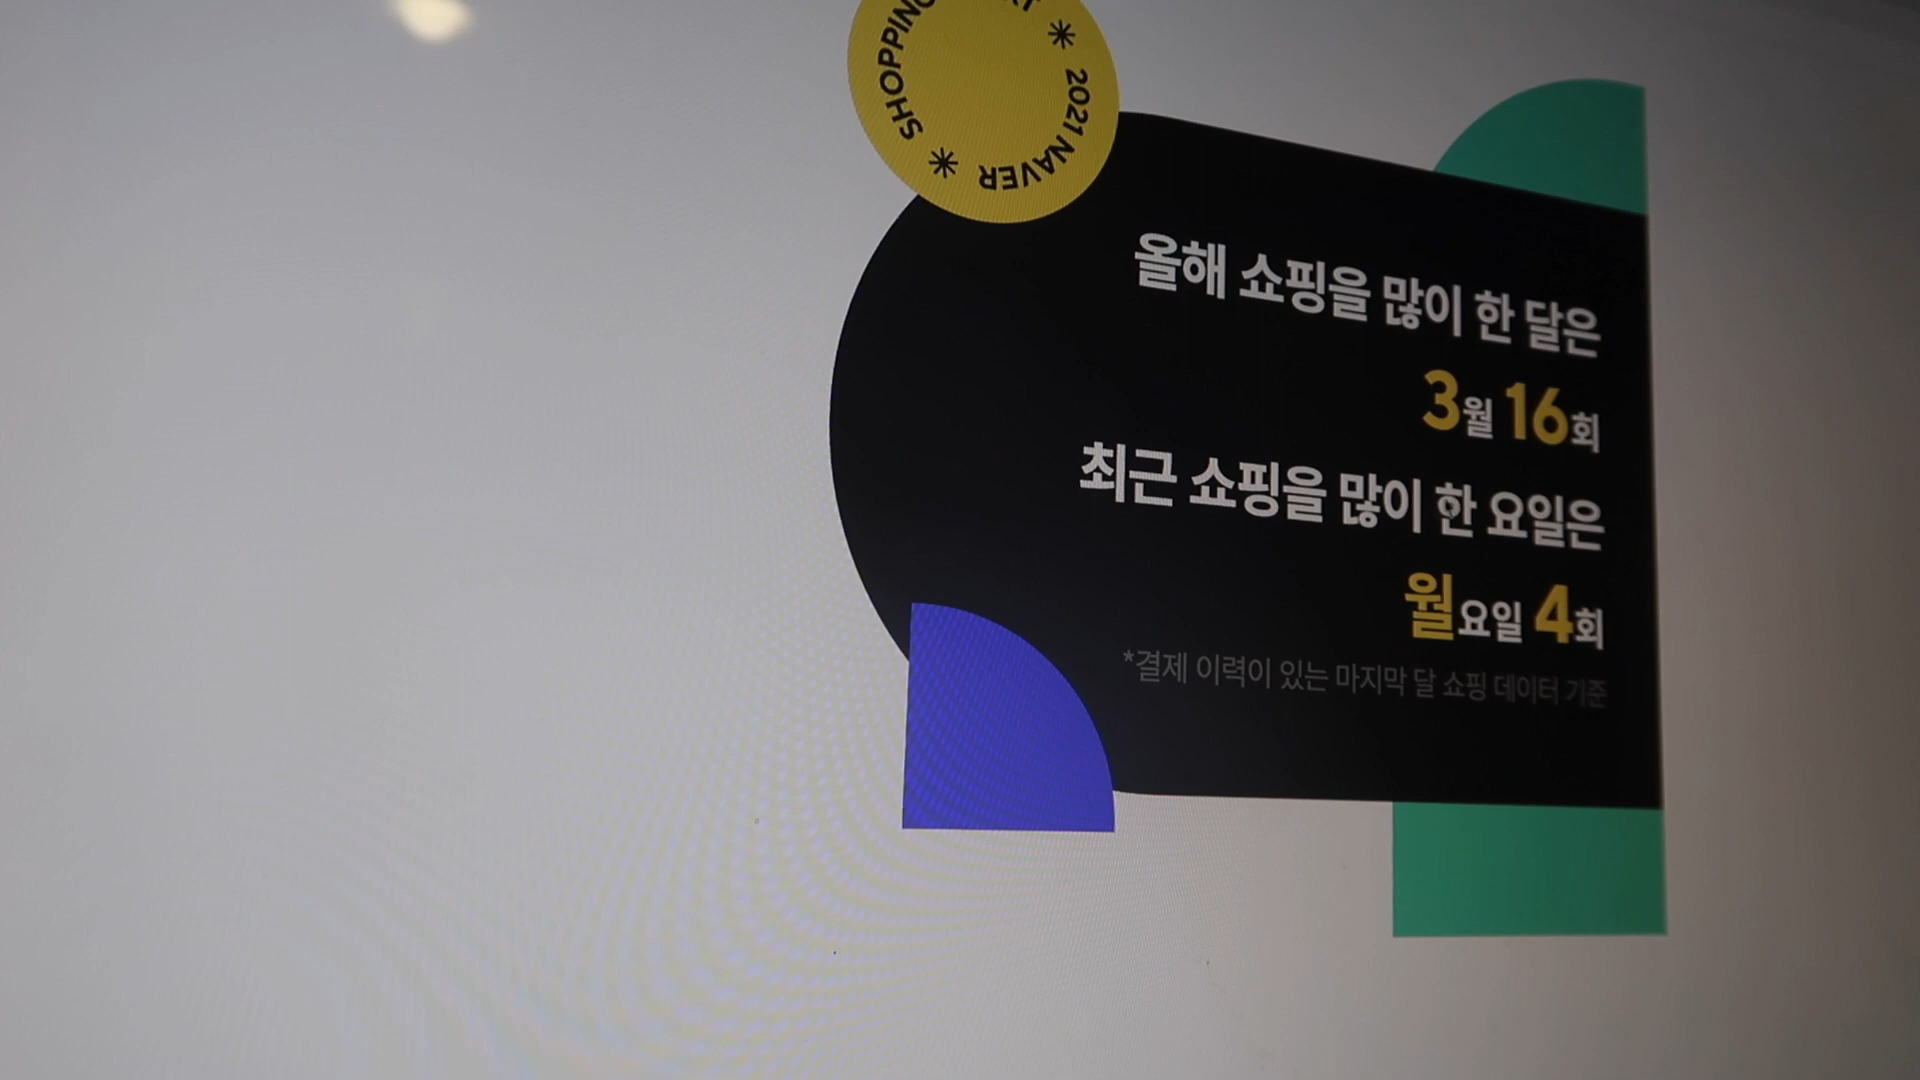 SHOPPING
2021 NAVER
올해 쇼핑을 많이 한 달은
3월 16회
최근 쇼핑을 많이 한 요일은
월요일 4회
*결제 이력이 있는 마지막 달 쇼핑 데이터 기준